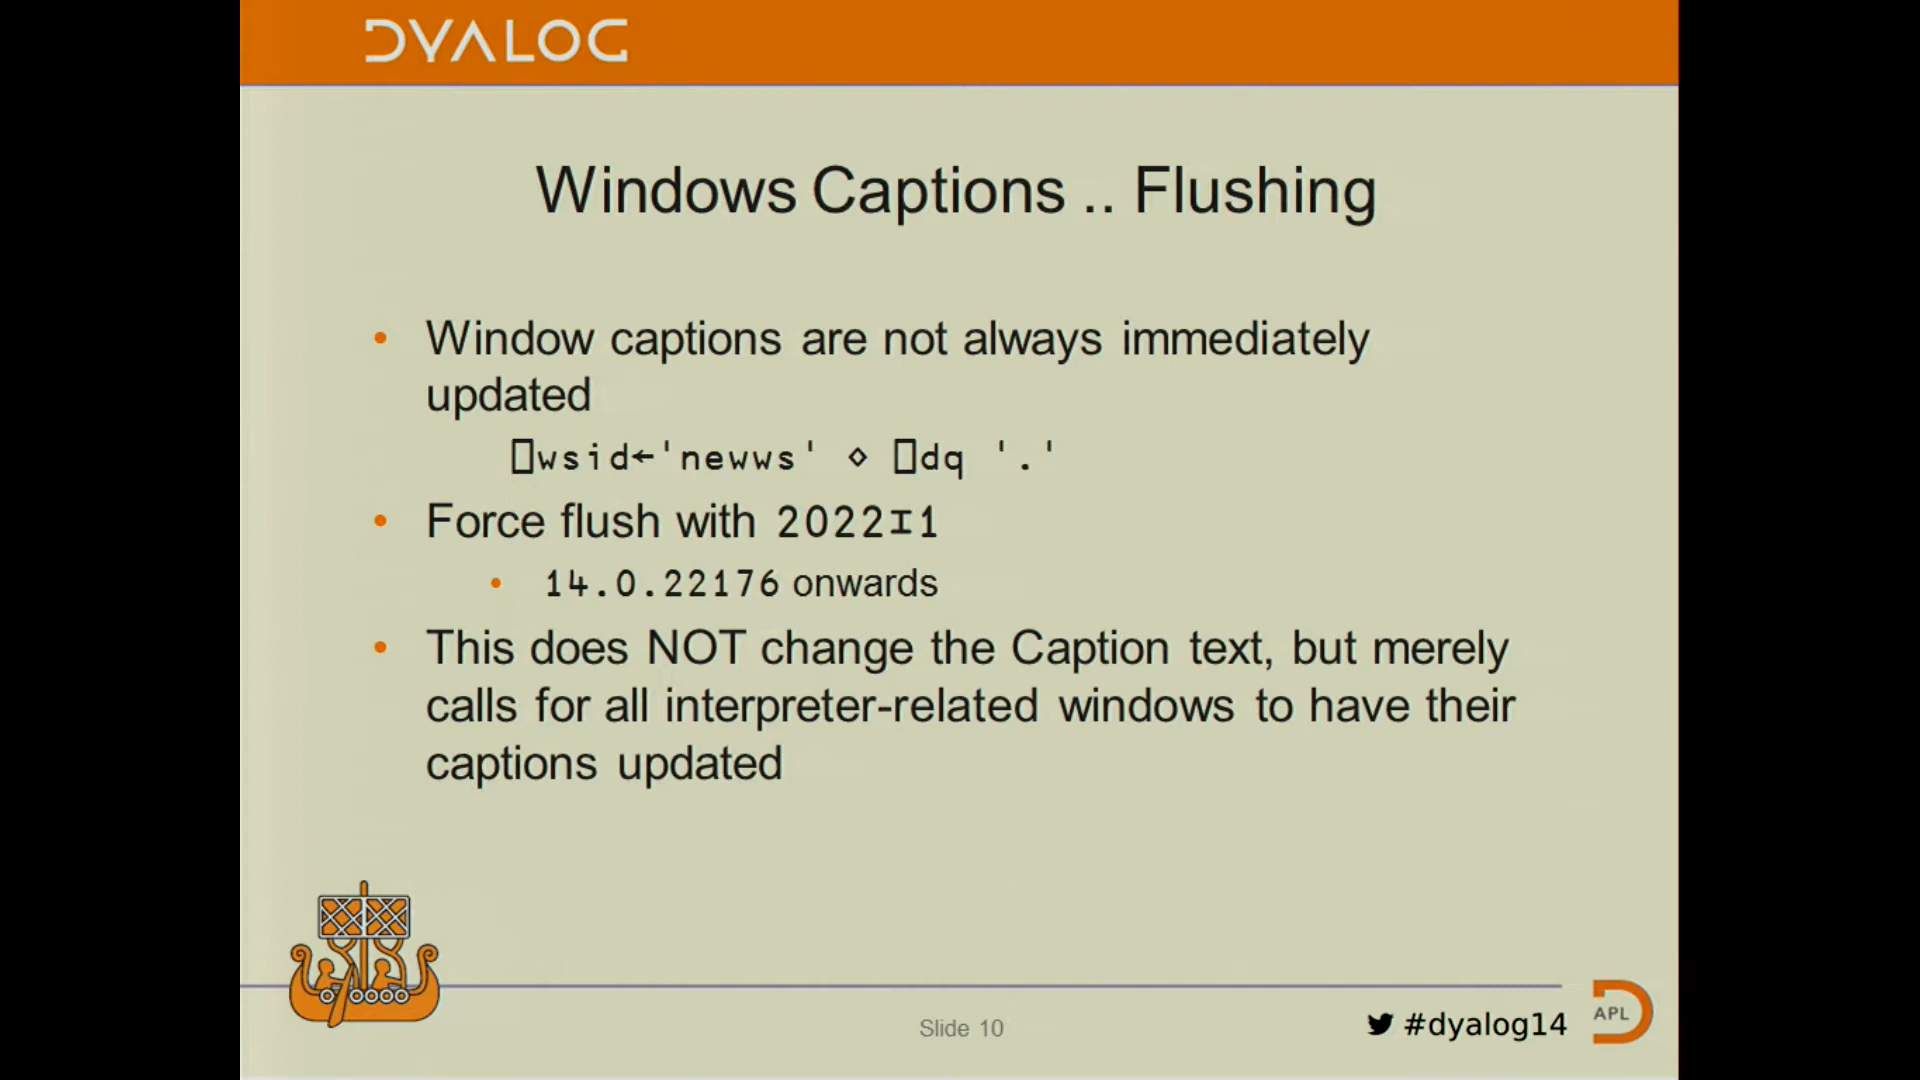 DYALOG
Windows Captions .. Flushing
• Window captions are not always immediately
updated
⎕wsid←'newws' ⋄ ⎕dq '.'
• Force flush with 2022⌶1
• 14.0.22176 onwards
• This does NOT change the Caption text, but merely
calls for all interpreter-related windows to have their
captions updated
Slide 10
#dyalog14
APL